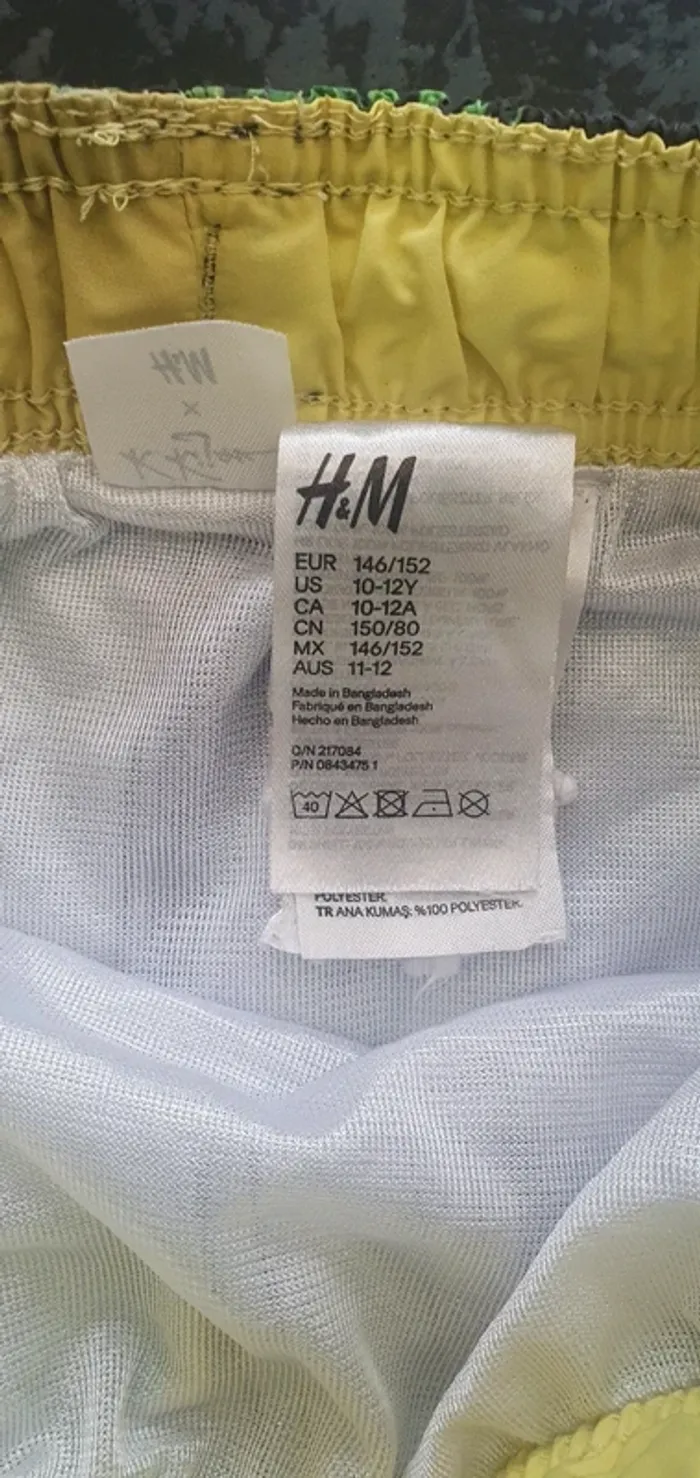 H&M
x
H&M
EUR 146/152
US 10-12Y
CA 10-12A
CN 150/80
MX 146/152
AUS 11-12
Made in Bangladesh
Fabriqué en Bangladesh
Hecho en Bangladesh
O/N 217084
P/N 0843475 1
40
POLYESTER.
TR ANA KUMAŞ: %100 POLYESTER.